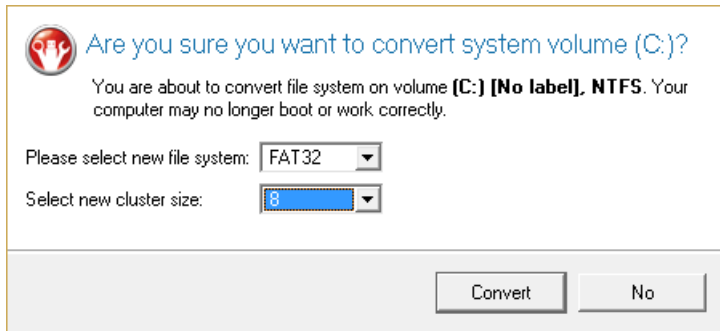 Are you sure you want to convert system volume (C:)?
You are about to convert file system on volume (C:) [No label], NTFS. Your
computer may no longer boot or work correctly.
Please select new file system: FAT32
Select new cluster size: 8
Convert No